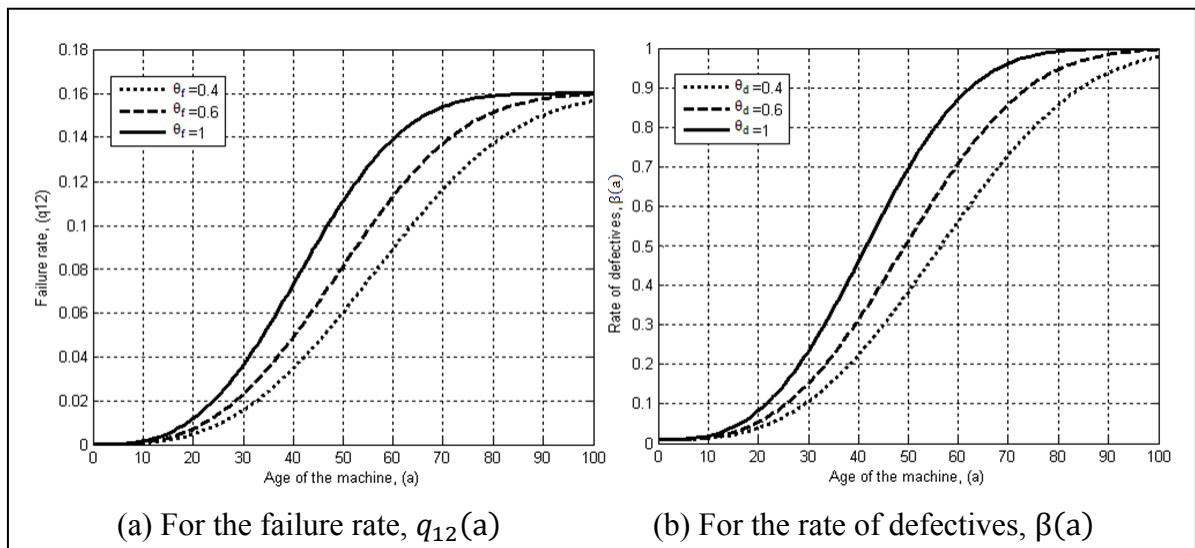 0.18
0.16
0.14
0.12
0.1
0.08
0.06
0.04
0.02
0
Failure rate, (q12)
θf =0.4
θf =0.6
θf =1
0 10 20 30 40 50 60 70 80 90 100
Age of the machine, (a)
(a) For the failure rate, q₁₂(a)
1
0.9
0.8
0.7
0.6
0.5
0.4
0.3
0.2
0.1
0
Rate of defectives, β(a)
θd =0.4
θd =0.6
θd =1
0 10 20 30 40 50 60 70 80 90 100
Age of the machine, (a)
(b) For the rate of defectives, β(a)